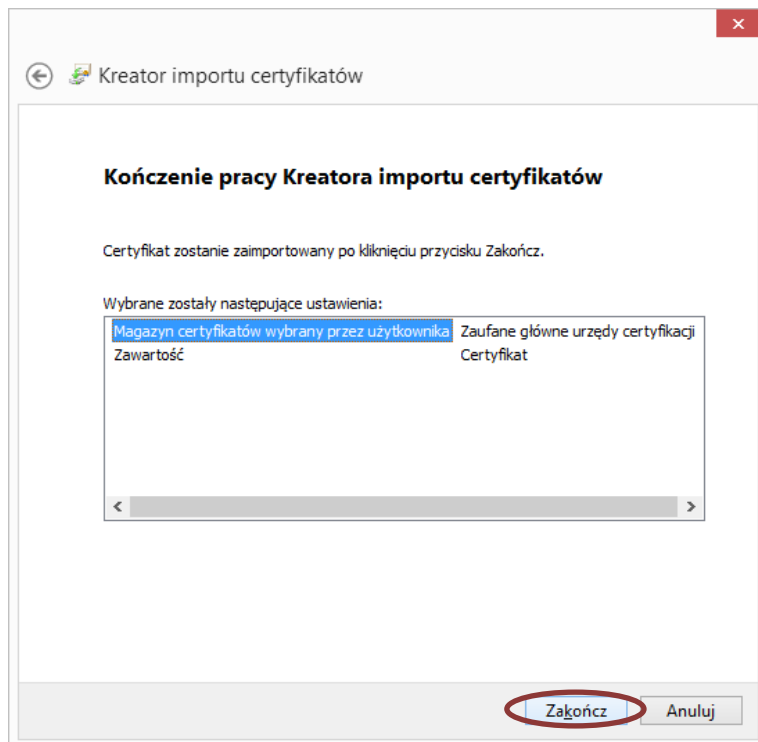 Kreator importu certyfikatów
Kończenie pracy Kreatora importu certyfikatów
Certyfikat zostanie zaimportowany po kliknięciu przycisku Zakończ.
Wybrane zostały następujące ustawienia:
Magazyn certyfikatów wybrany przez użytkownika Zaufane główne urzędy certyfikacji
Zawartość Certyfikat
Zakończ Anuluj